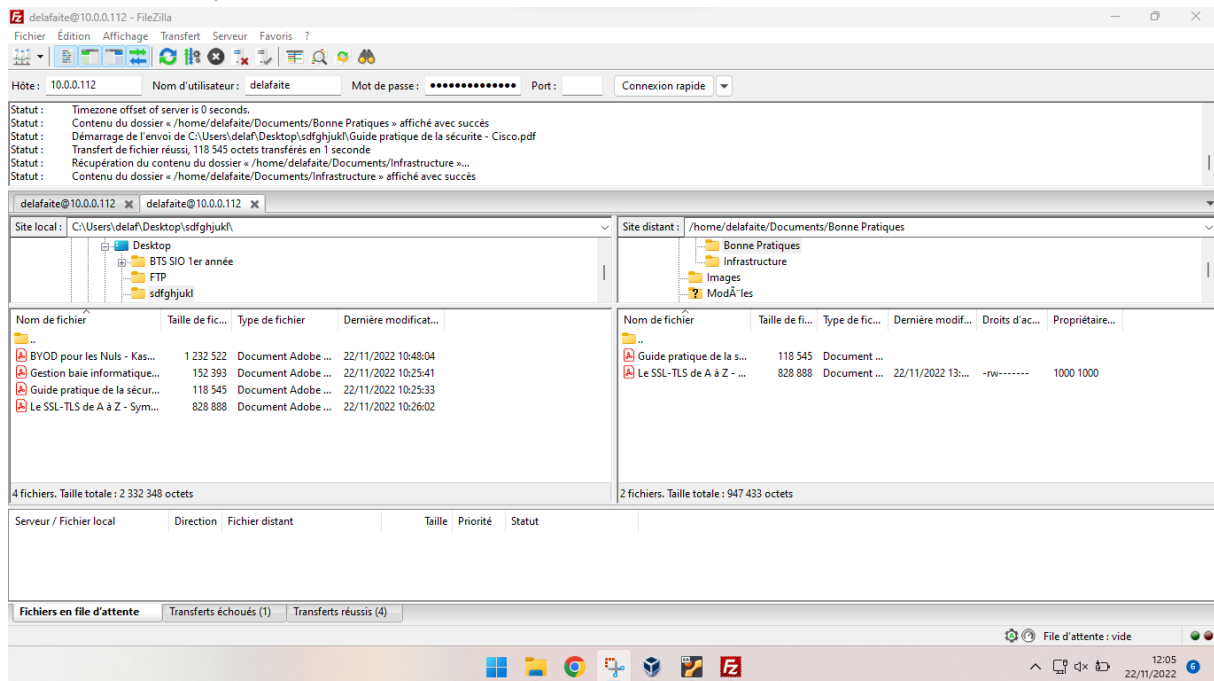 delafaite@10.0.0.112 - FileZilla
Fichier Édition Affichage Transfert Serveur Favoris ?
Hôte : 10.0.0.112 Nom d'utilisateur : delafaite Mot de passe : ●●●●●●●●●●●●●● Port : Connexion rapide
Statut : Timezone offset of server is 0 seconds.
Statut : Contenu du dossier « /home/delafaite/Documents/Bonne Pratiques » affiché avec succès
Statut : Démarrage de l'envoi de C:\Users\delaf\Desktop\sdfghjukl\Guide pratique de la sécurite - Cisco.pdf
Statut : Transfert de fichier réussi, 118 545 octets transférés en 1 seconde
Statut : Récupération du contenu du dossier « /home/delafaite/Documents/Infrastructure »...
Statut : Contenu du dossier « /home/delafaite/Documents/Infrastructure » affiché avec succès
delafaite@10.0.0.112 delafaite@10.0.0.112
Site local : C:\Users\delaf\Desktop\sdfghjukl\
Desktop
BTS SIO 1er année
FTP
sdfghjukl
Nom de fichier Taille de fic... Type de fichier Dernière modificat...
..
BYOD pour les Nuls - Kas... 1 232 522 Document Adobe ... 22/11/2022 10:48:04
Gestion baie informatique... 152 393 Document Adobe ... 22/11/2022 10:25:41
Guide pratique de la sécur... 118 545 Document Adobe ... 22/11/2022 10:25:33
Le SSL-TLS de A à Z - Sym... 828 888 Document Adobe ... 22/11/2022 10:26:02
4 fichiers. Taille totale : 2 332 348 octets
Site distant : /home/delafaite/Documents/Bonne Pratiques
Bonne Pratiques
Infrastructure
Images
ModÃ¨les
Nom de fichier Taille de fi... Type de fic... Dernière modif... Droits d'ac... Propriétaire...
..
Guide pratique de la s... 118 545 Document ...
Le SSL-TLS de A à Z - ... 828 888 Document ... 22/11/2022 13:... -rw------- 1000 1000
2 fichiers. Taille totale : 947 433 octets
Serveur / Fichier local Direction Fichier distant Taille Priorité Statut
Fichiers en file d'attente Transferts échoués (1) Transferts réussis (4)
File d'attente : vide
12:05
22/11/2022
6